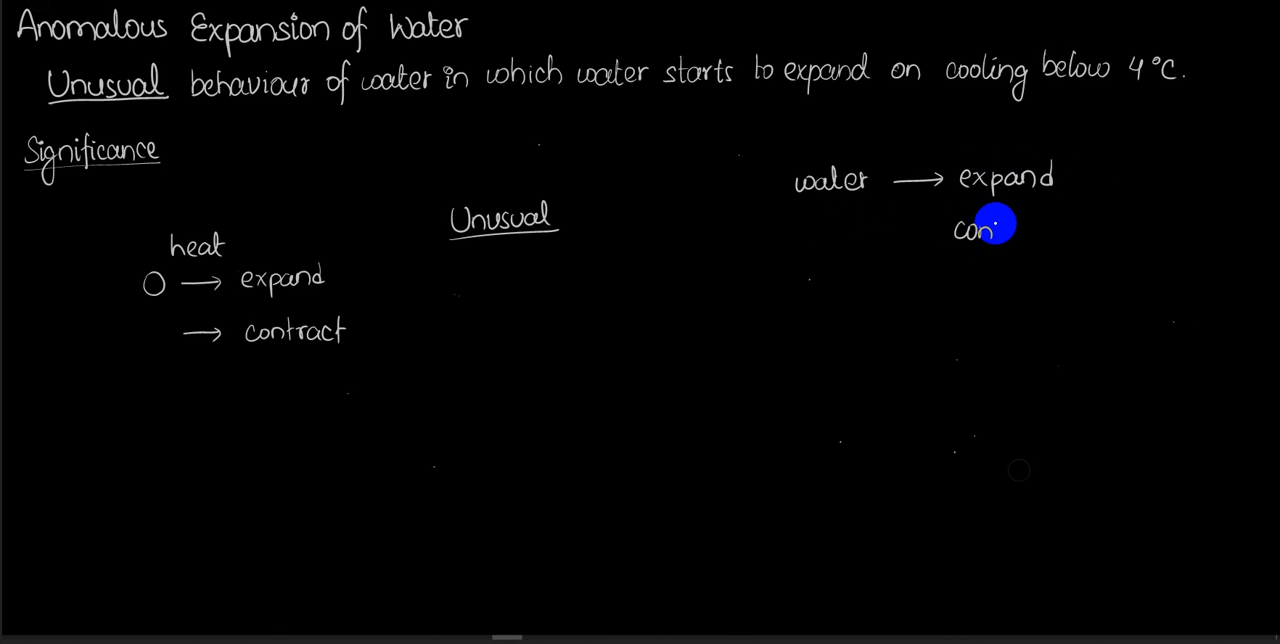 Anomalous Expansion of Water
Unusual behaviour of water in which water starts to expand on cooling below 4°C.
Significance
water → expand
con
Unusual
heat
O → expand
→ contract